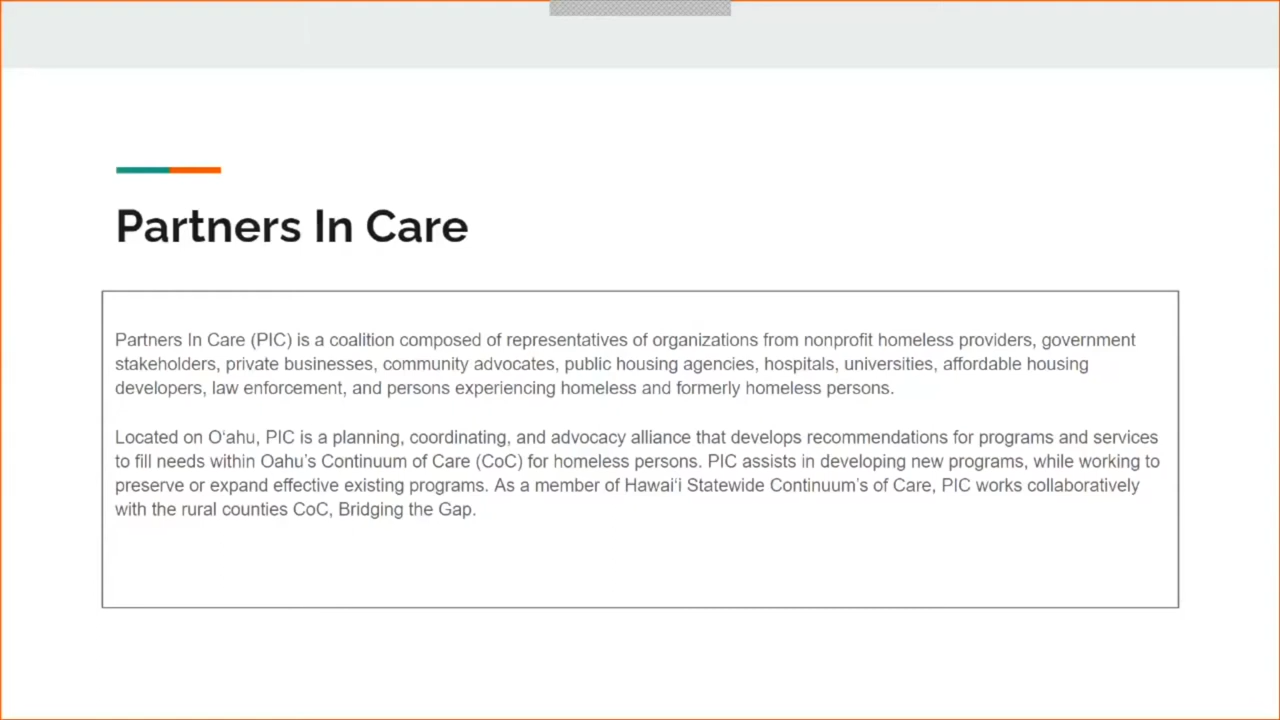 Partners In Care
Partners In Care (PIC) is a coalition composed of representatives of organizations from nonprofit homeless providers, government
stakeholders, private businesses, community advocates, public housing agencies, hospitals, universities, affordable housing
developers, law enforcement, and persons experiencing homeless and formerly homeless persons.
Located on Oʻahu, PIC is a planning, coordinating, and advocacy alliance that develops recommendations for programs and services
to fill needs within Oahu's Continuum of Care (CoC) for homeless persons. PIC assists in developing new programs, while working to
preserve or expand effective existing programs. As a member of Hawaiʻi Statewide Continuum's of Care, PIC works collaboratively
with the rural counties CoC, Bridging the Gap.